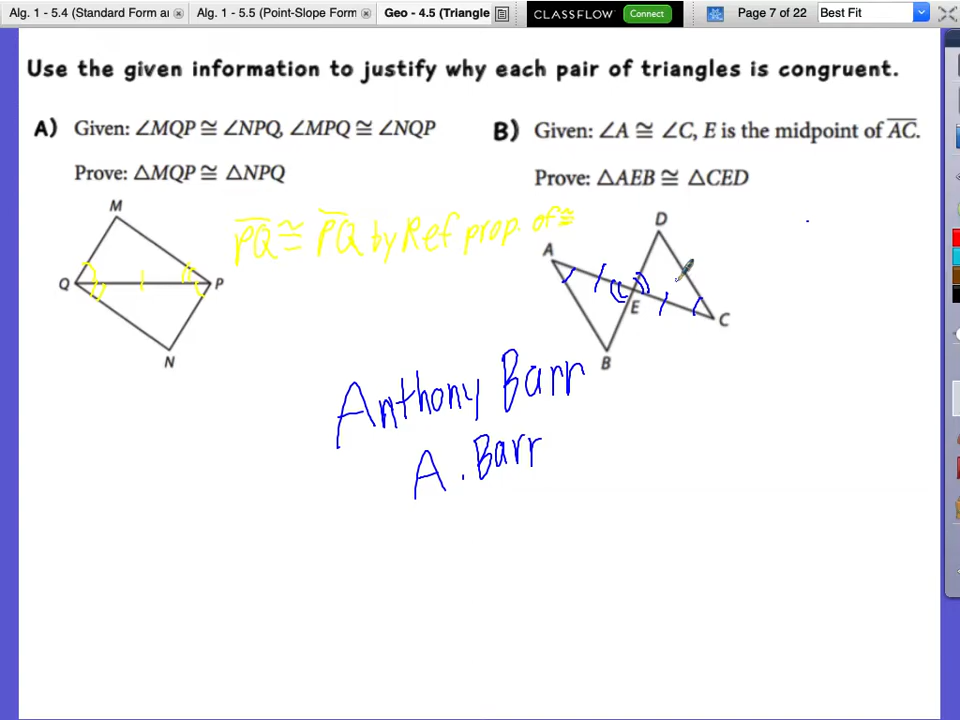 Alg. 1 - 5.4 (Standard Form ar Alg. 1 - 5.5 (Point-Slope Form Geo - 4.5 (Triangle CLASSFLOW Connect Page 7 of 22 Best Fit
Use the given information to justify why each pair of triangles is congruent.
A) Given: ∠MQP ≅ ∠NPQ, ∠MPQ ≅ ∠NQP
Prove: △MQP ≅ △NPQ
M
Q
P
N
PQ ≅ PQ by Ref prop. of ≅
B) Given: ∠A ≅ ∠C, E is the midpoint of AC.
Prove: △AEB ≅ △CED
D
A
E
C
B
Anthony Barr
A. Barr